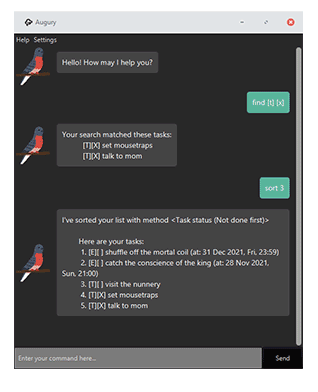 Augury
Help Settings
Hello! How may I help you?
find [t] [x]
Your search matched these tasks:
[T][X] set mousetraps
[T][X] talk to mom
sort 3
I've sorted your list with method <Task status (Not done first)>
Here are your tasks:
1. [E][ ] shuffle off the mortal coil (at: 31 Dec 2021, Fri, 23:59)
2. [E][ ] catch the conscience of the king (at: 28 Nov 2021,
Sun, 21:00)
3. [T][ ] visit the nunnery
4. [T][X] set mousetraps
5. [T][X] talk to mom
Enter your command here...
Send